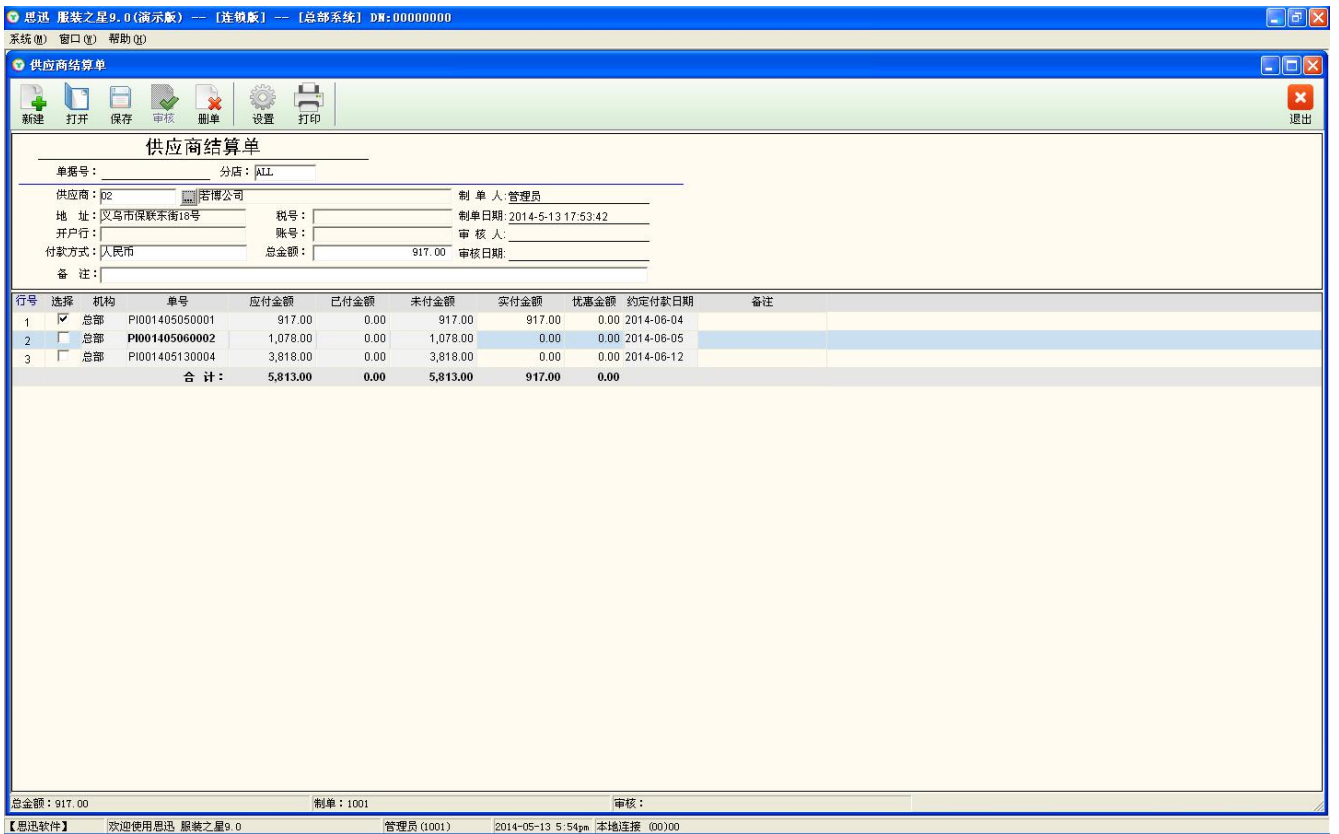 思迅 服装之星9.0(演示版) -- [连锁版] -- [总部系统] DN:00000000
系统(M) 窗口(Y) 帮助(H)
供应商结算单
新建 打开 保存 审核 删单 设置 打印 退出
供应商结算单
单据号: 分店: ALL
供应商: 02 ... 若博公司 制 单 人:管理员
地 址: 义乌市保联东街18号 税号: 制单日期: 2014-5-13 17:53:42
开户行: 账号: 审 核 人:
付款方式: 人民币 总金额: 917.00 审核日期:
备 注:
行号 选择 机构 单号 应付金额 已付金额 未付金额 实付金额 优惠金额 约定付款日期 备注
1 总部 PI001405050001 917.00 0.00 917.00 917.00 0.00 2014-06-04
2 总部 PI001405060002 1,078.00 0.00 1,078.00 0.00 0.00 2014-06-05
3 总部 PI001405130004 3,818.00 0.00 3,818.00 0.00 0.00 2014-06-12
合 计: 5,813.00 0.00 5,813.00 917.00 0.00
总金额:917.00 制单:1001 审核:
【思迅软件】 欢迎使用思迅 服装之星9.0 管理员(1001) 2014-05-13 5:54pm 本地连接 (00)00